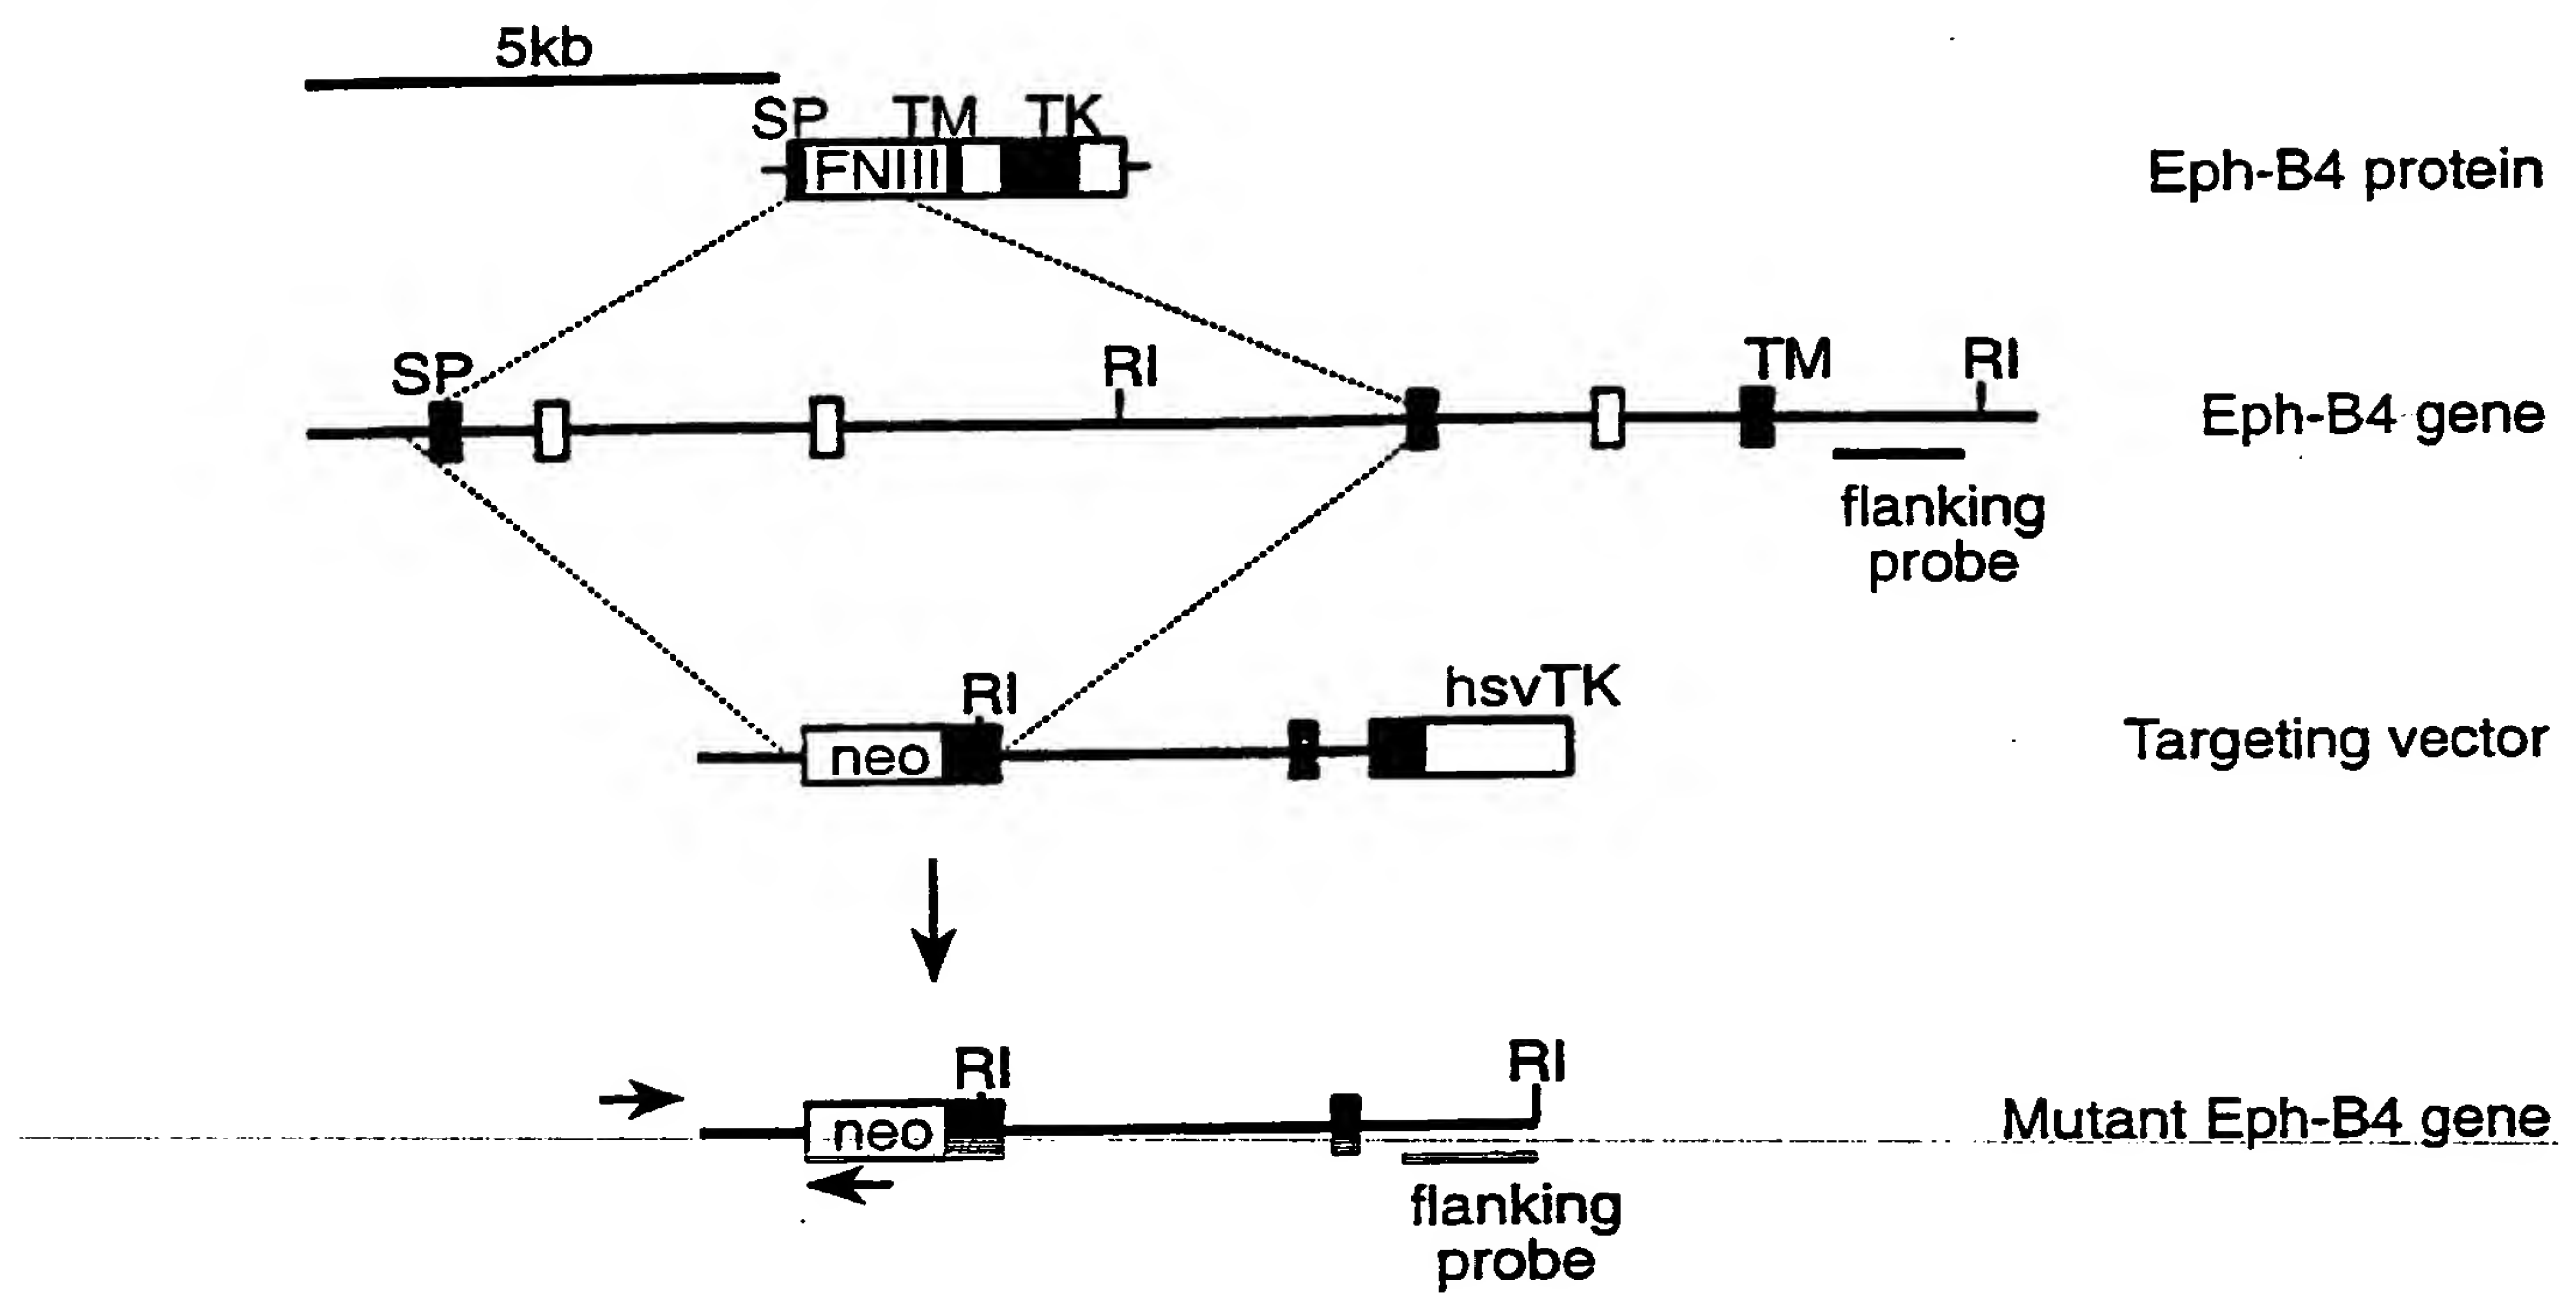 5kb
SP TM TK
FNIII
Eph-B4 protein
SP RI TM RI
Eph-B4 gene
flanking
probe
RI hsvTK
neo
Targeting vector
RI RI
neo
Mutant Eph-B4 gene
flanking
probe